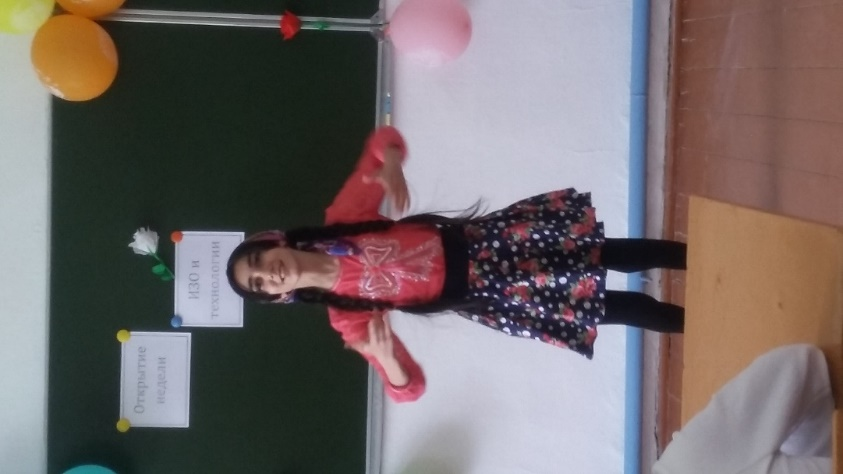 Открытие
недели
ИЗО и
технологии